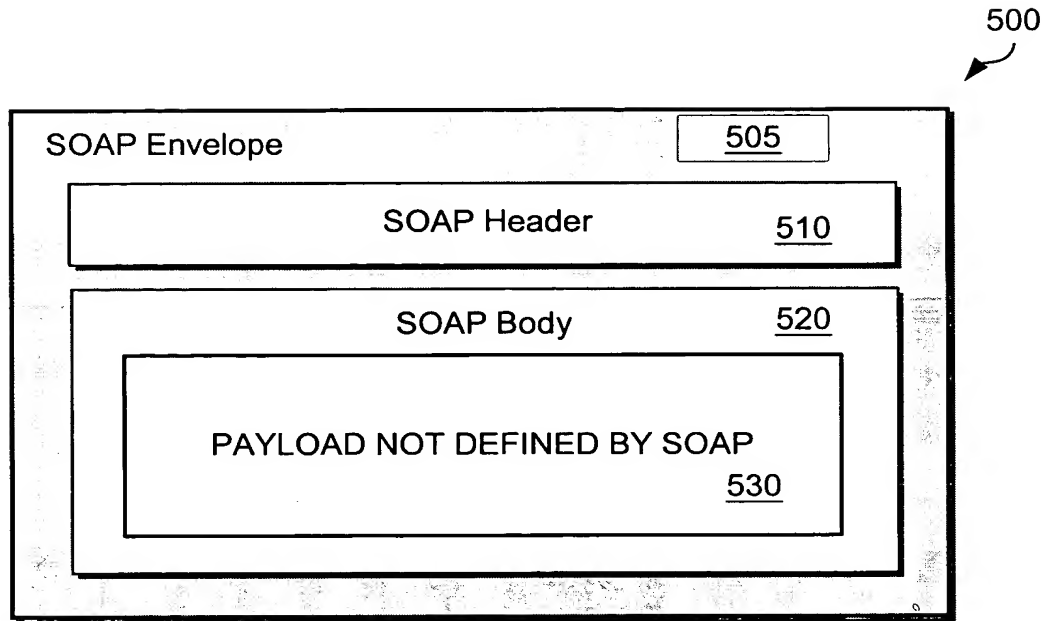 500
SOAP Envelope 505
SOAP Header 510
SOAP Body 520
PAYLOAD NOT DEFINED BY SOAP
530